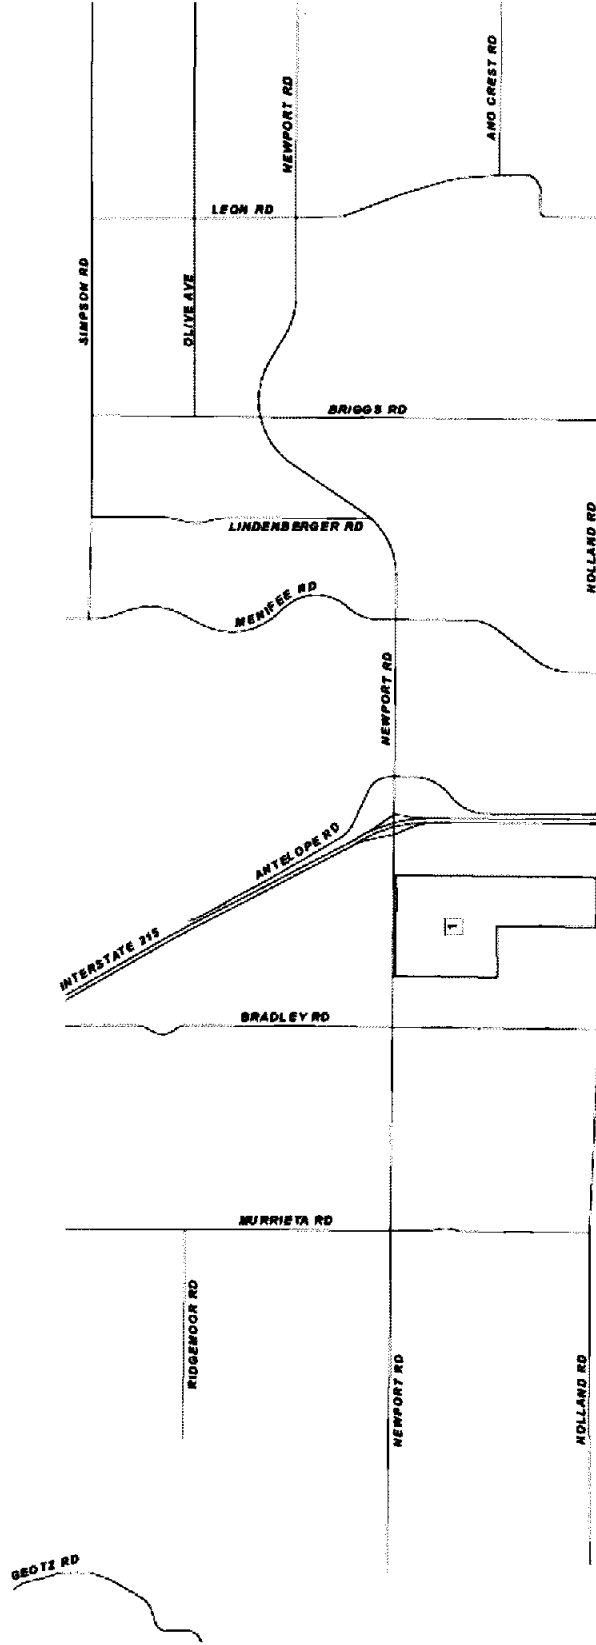 NEWPORT RD
ANO CREST RD
LEON RD
SIMPSON RD
OLIVE AVE
BRIGGS RD
LINDENBERGER RD
HOLLAND RD
MENIFEE RD
NEWPORT RD
ANTELOPE RD
1
INTERSTATE 215
BRADLEY RD
MURRIETA RD
RIDGEMOOR RD
NEWPORT RD
HOLLAND RD
GEOTZ RD